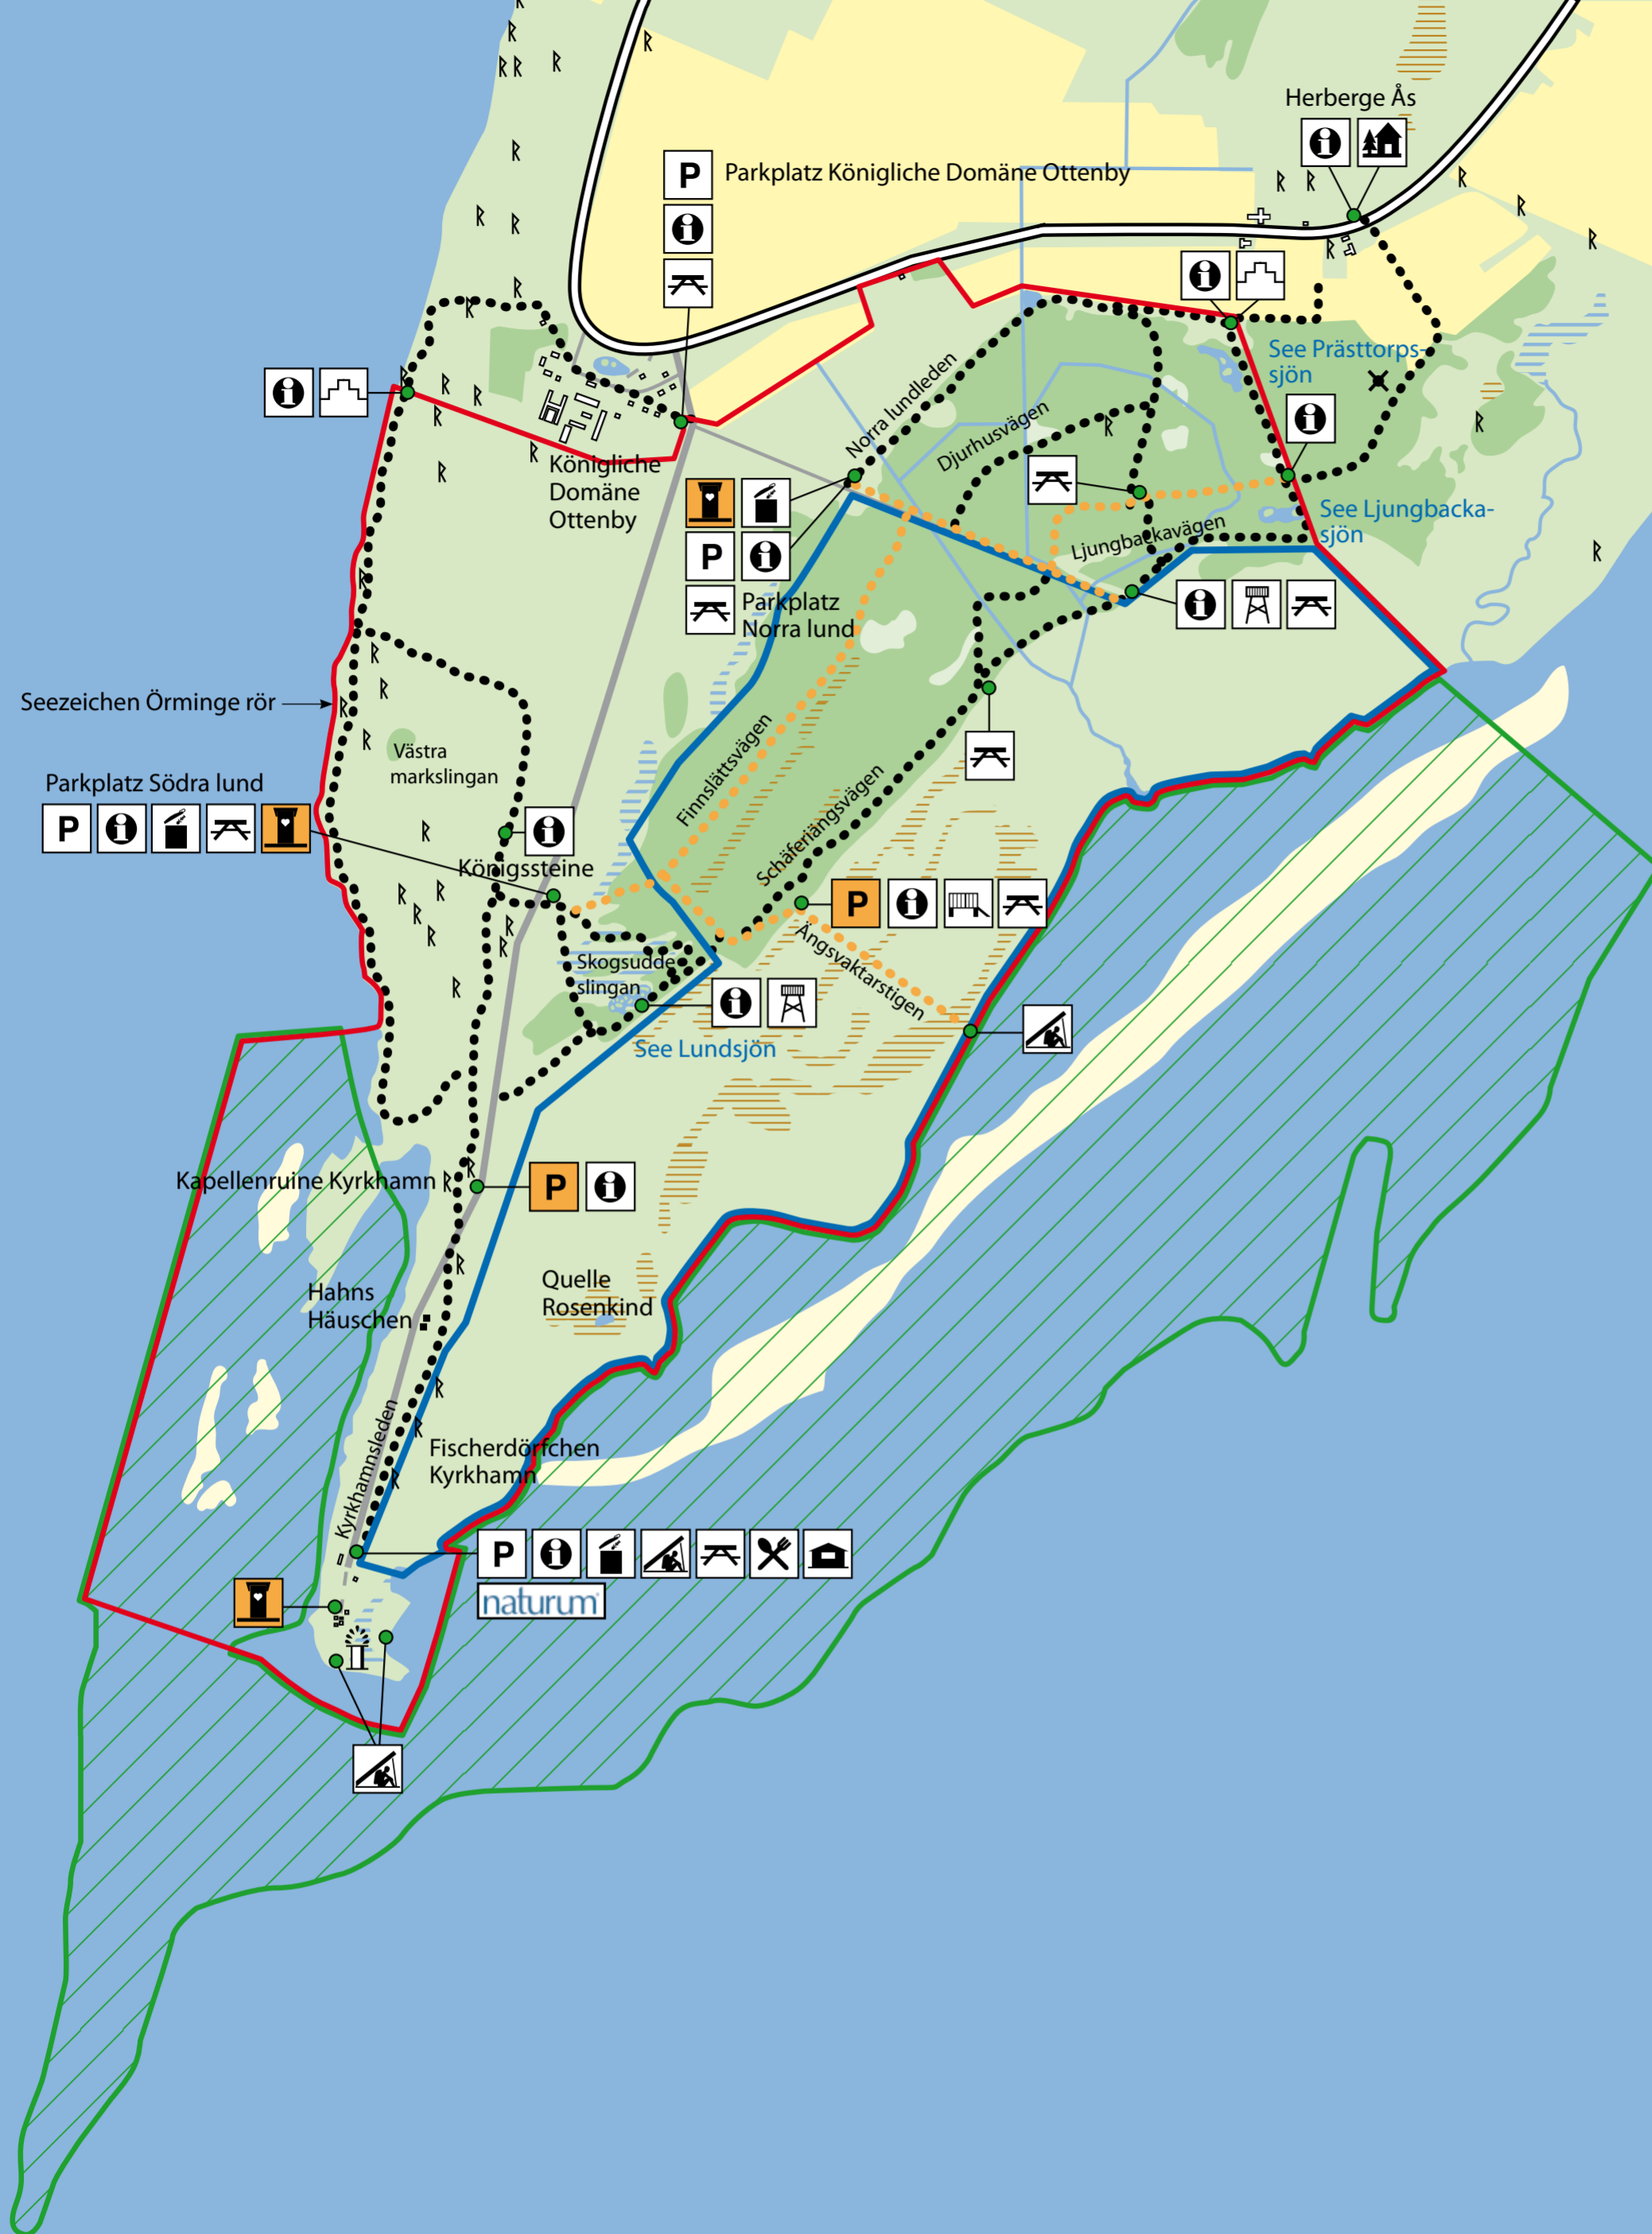 Herberge Ås
P
Parkplatz Königliche Domäne Ottenby
i
i
i
See Prästtorps-
sjön
i
i
Norra lundleden
Djurhusvägen
Königliche
Domäne
Ottenby
See Ljungbacka-
sjön
Ljungbackavägen
P
i
Parkplatz
Norra lund
i
Seezeichen Örminge rör
Västra
markslingan
Finnslättsvägen
Schäferiängsvägen
Parkplatz Södra lund
P
i
i
Königssteine
P
i
Ängsvaktarstigen
Skogsudde
slingan
i
See Lundsjön
Kapellenruine Kyrkhamn
P
i
Quelle
Rosenkind
Hahns
Häuschen
Kyrkhamnsleden
Fischerdörfchen
Kyrkhamn
P
i
naturum